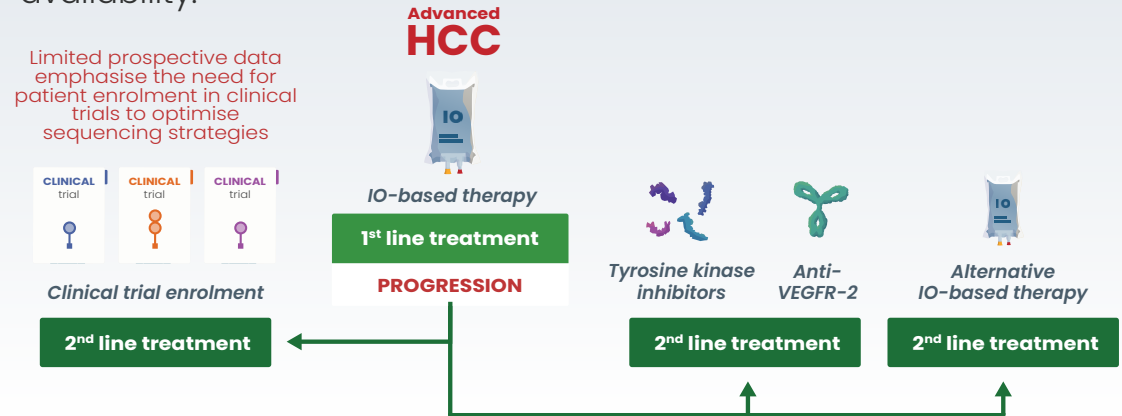 availability.
Advanced
HCC
Limited prospective data
emphasise the need for
patient enrolment in clinical
trials to optimise
sequencing strategies
IO
CLINICAL
trial
CLINICAL
trial
CLINICAL
trial
IO-based therapy
1st line treatment
PROGRESSION
Clinical trial enrolment
2nd line treatment
Tyrosine kinase
inhibitors
Anti-
VEGFR-2
2nd line treatment
IO
Alternative
IO-based therapy
2nd line treatment